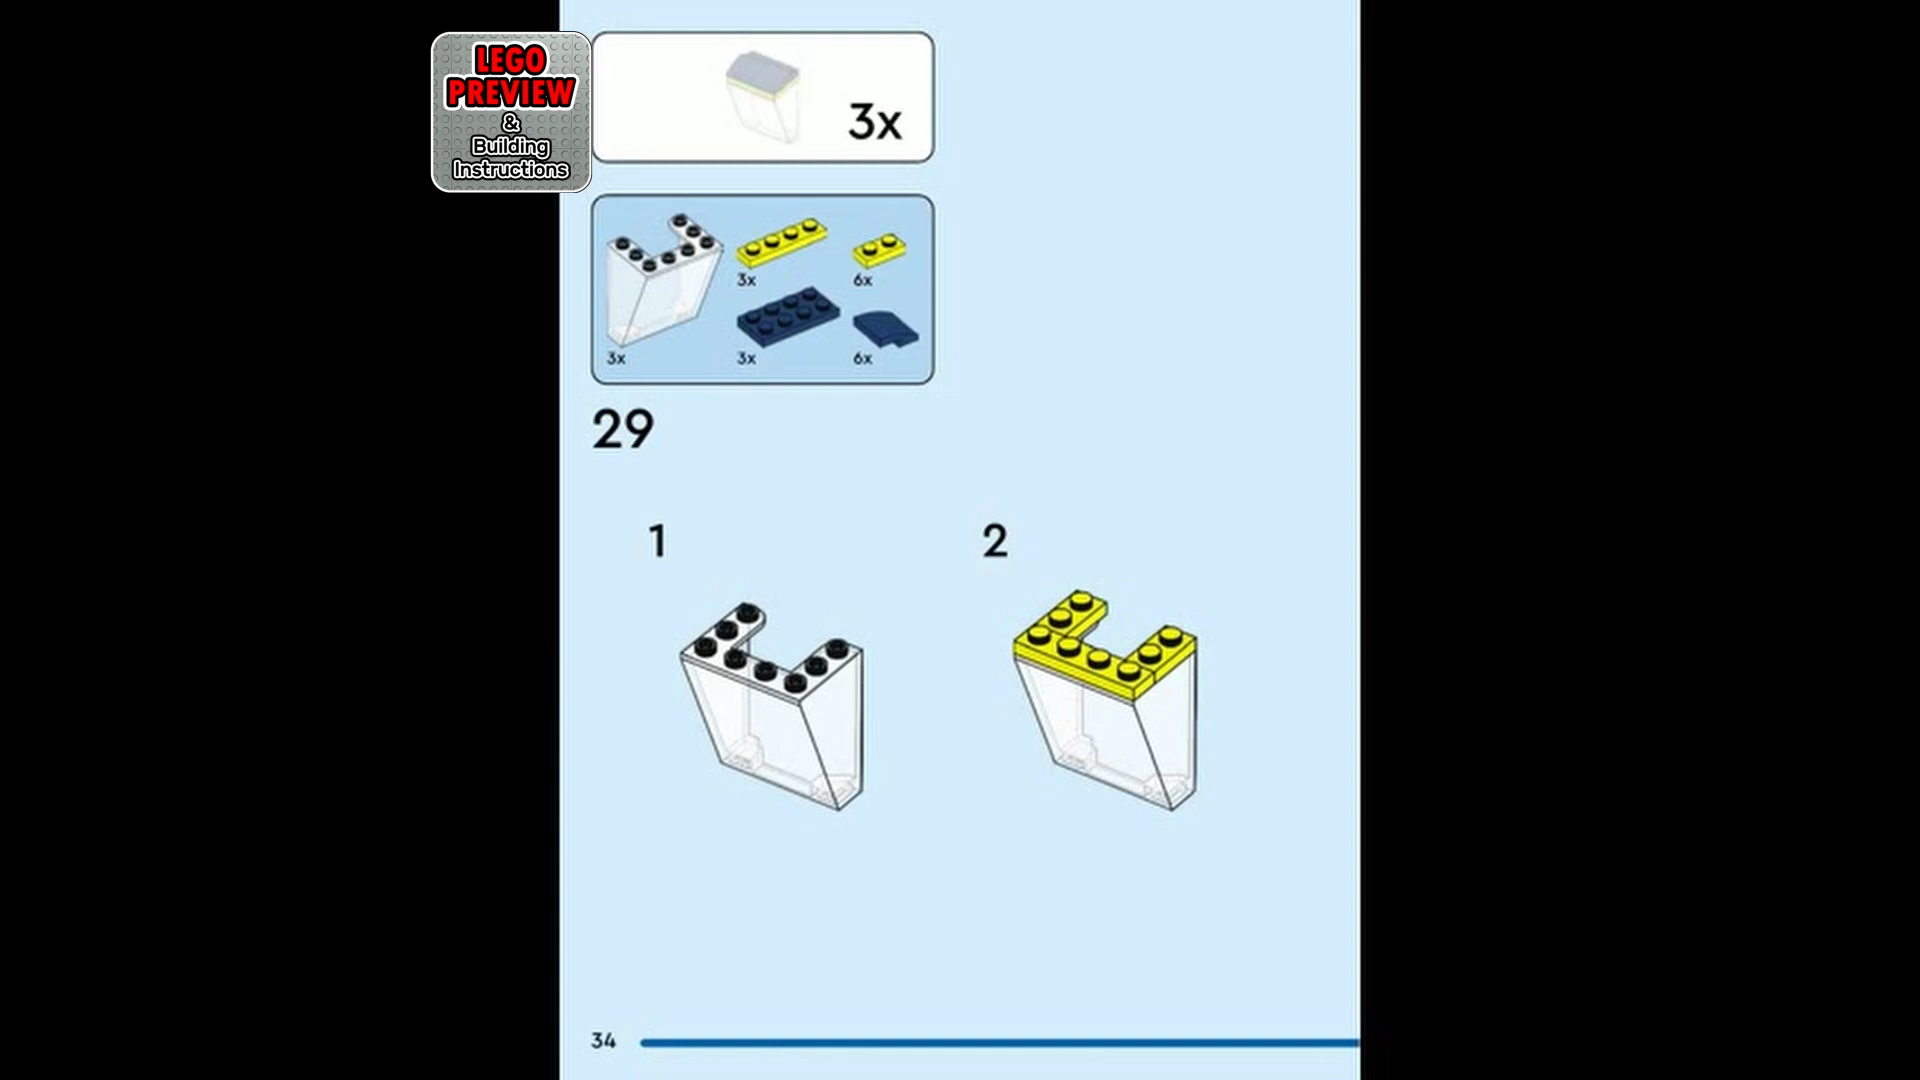 LEGO
PREVIEW
&
Building
Instructions
3x
3x
6x
3x
3x
6x
29
1
2
34